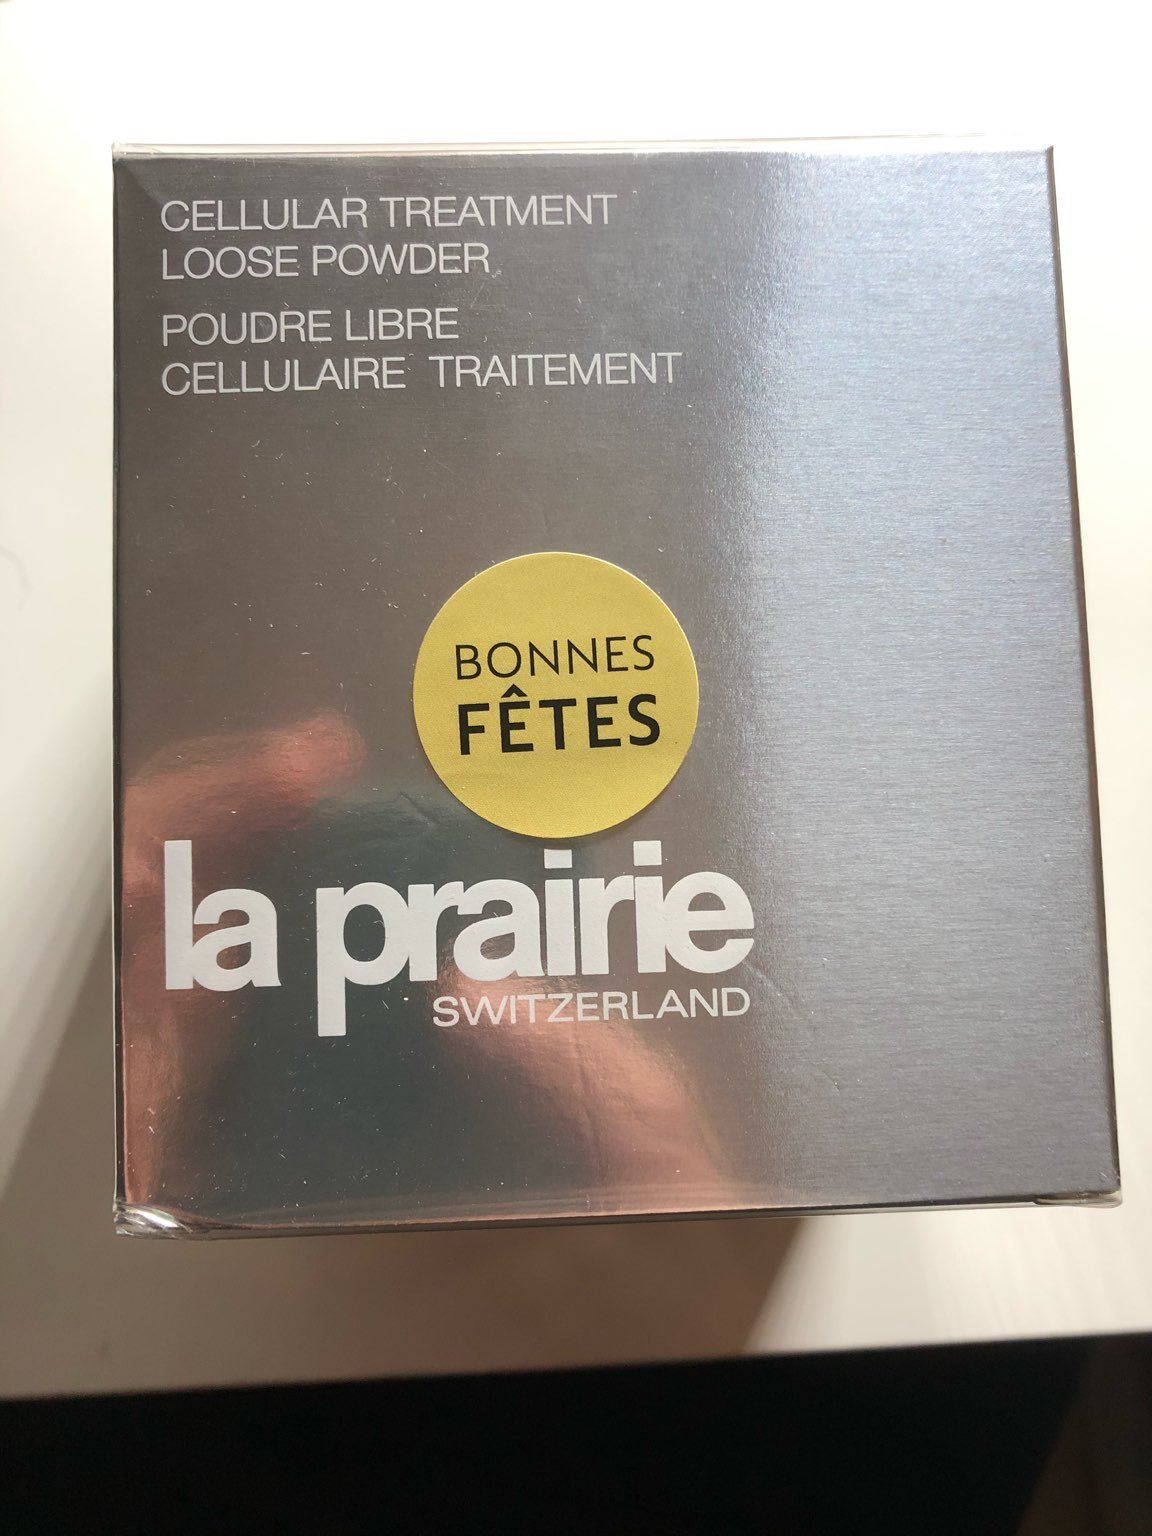 CELLULAR TREATMENT
LOOSE POWDER
POUDRE LIBRE
CELLULAIRE TRAITEMENT
BONNES
FÊTES
la prairie
SWITZERLAND